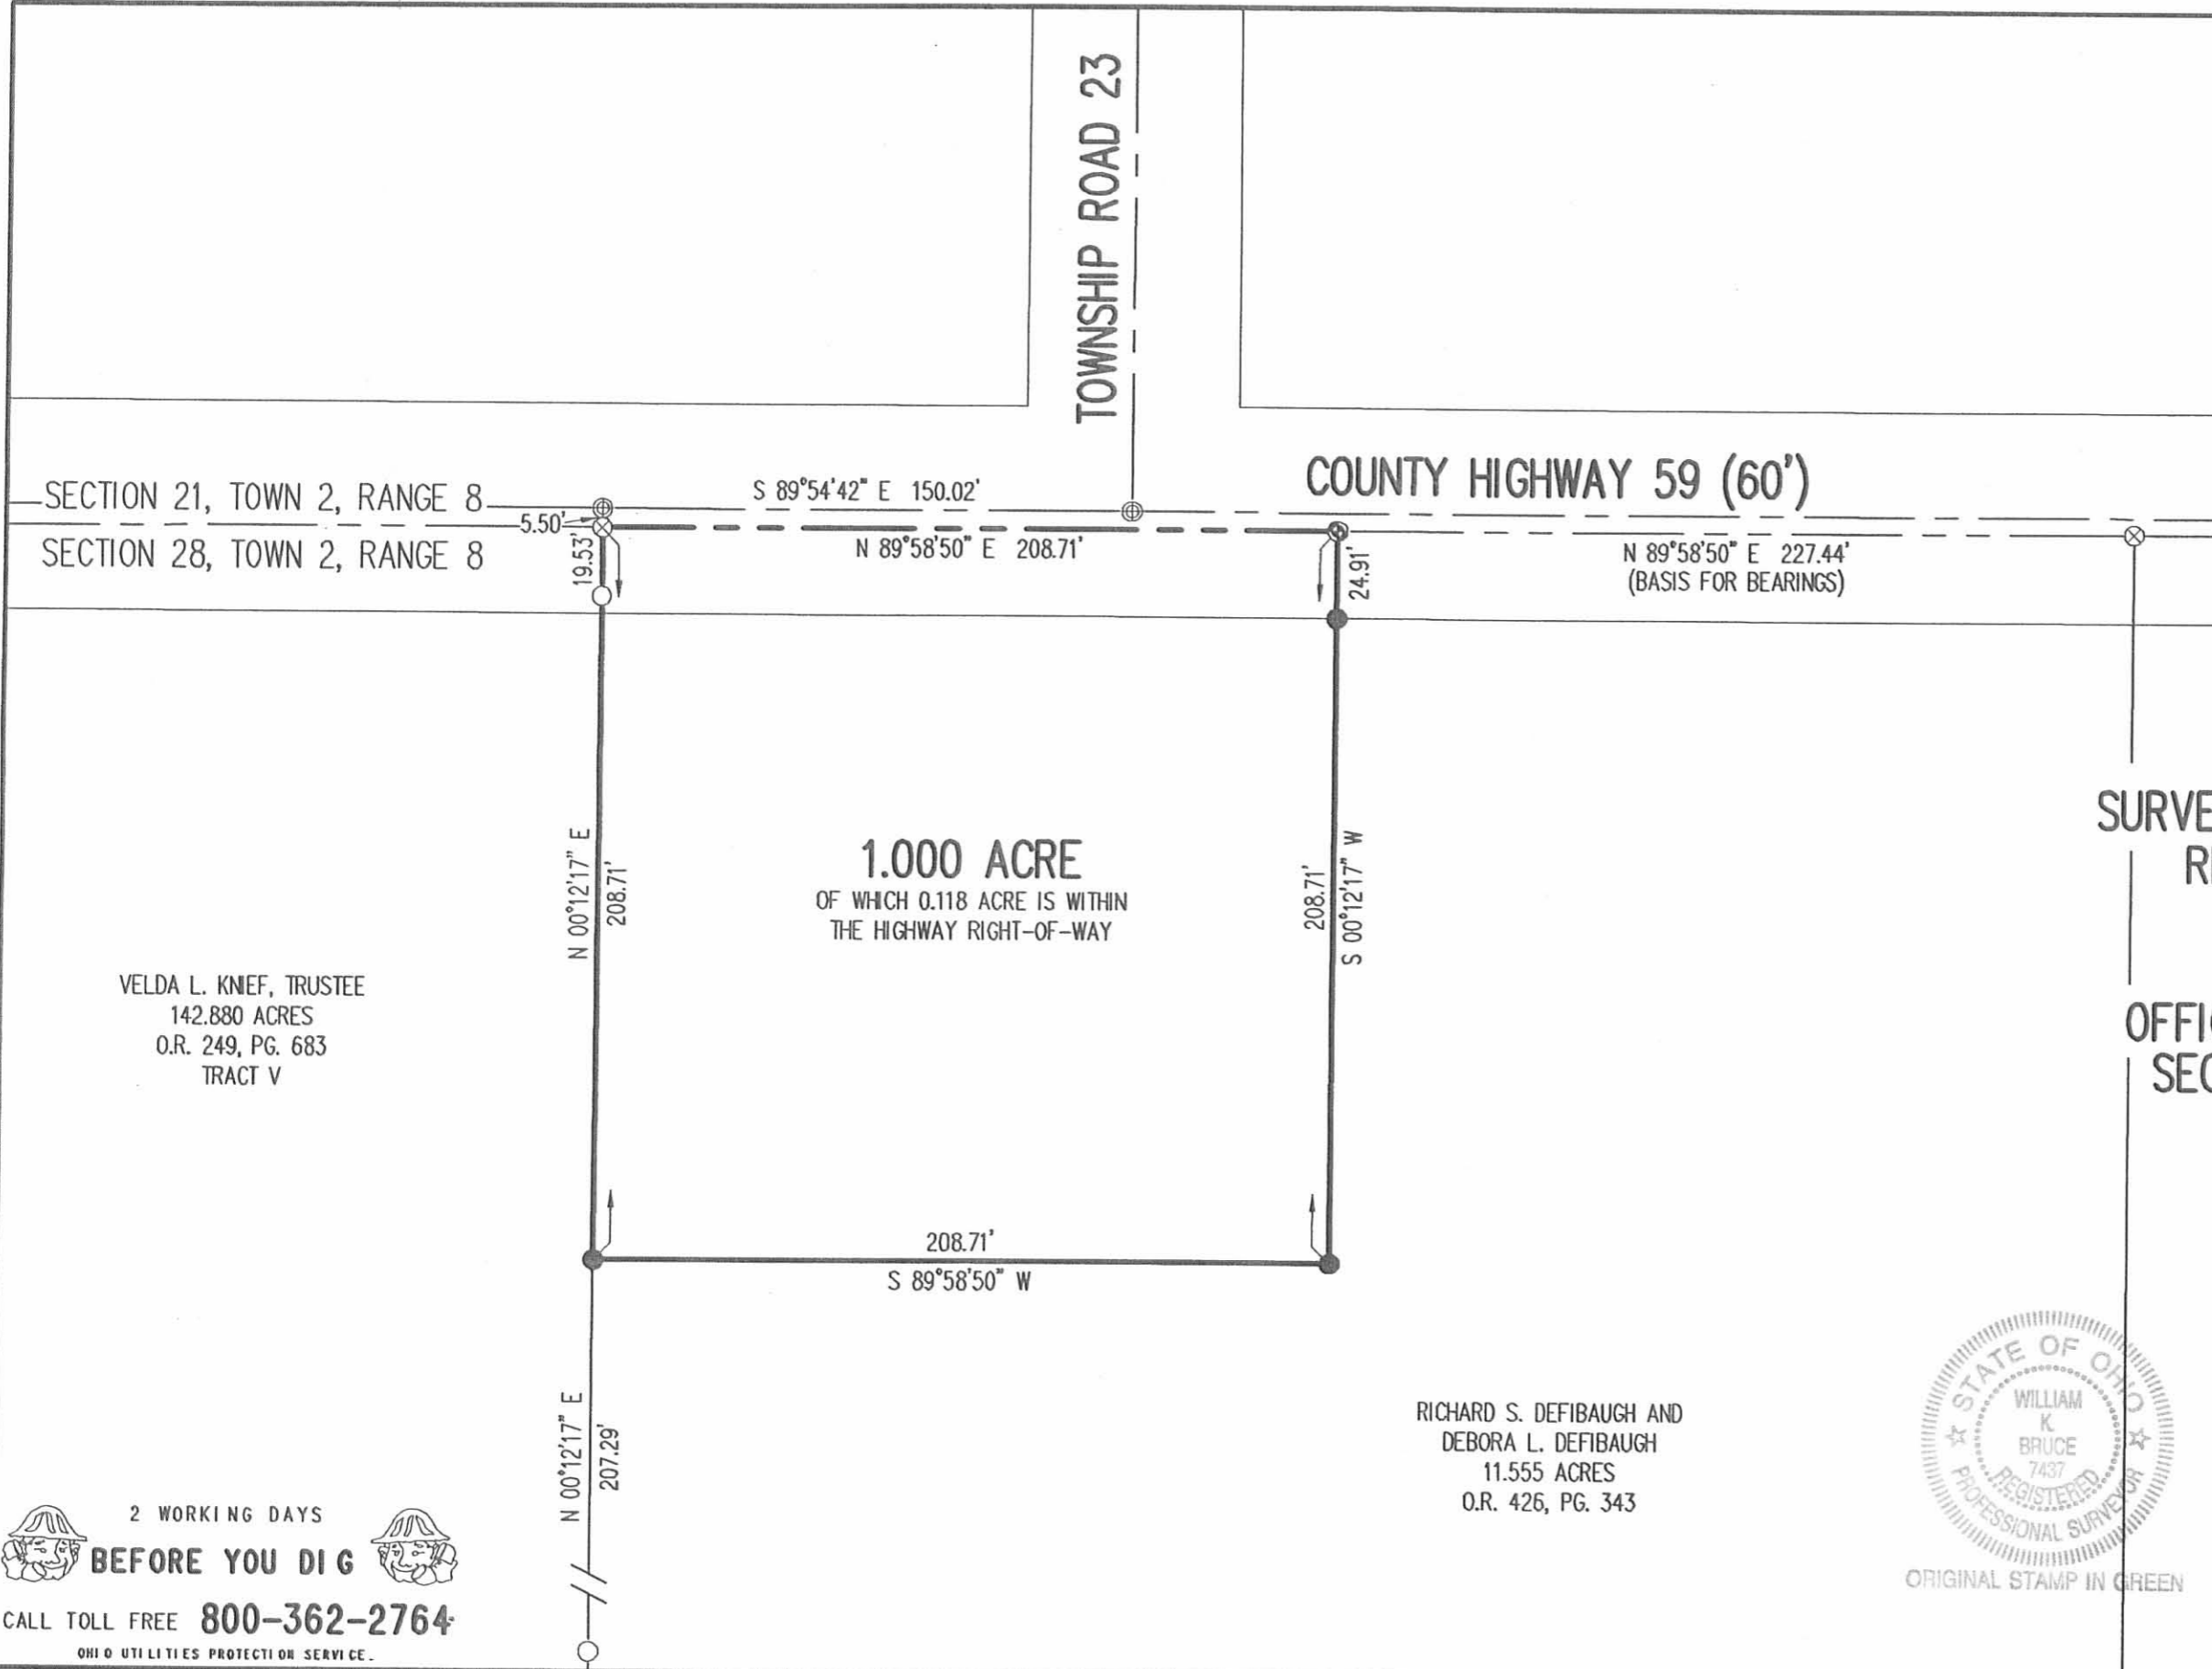 TOWNSHIP ROAD 23
COUNTY HIGHWAY 59 (60')
SECTION 21, TOWN 2, RANGE 8
S 89°54'42" E 150.02'
5.50'
SECTION 28, TOWN 2, RANGE 8
19.53'
N 89°58'50" E 208.71'
24.91'
N 89°58'50" E 227.44'
(BASIS FOR BEARINGS)
SURVE
R
N 00°12'17" E
208.71'
1.000 ACRE
OF WHICH 0.118 ACRE IS WITHIN
THE HIGHWAY RIGHT-OF-WAY
208.71'
S 00°12'17" W
VELDA L. KNIEF, TRUSTEE
142.880 ACRES
O.R. 249, PG. 683
TRACT V
OFFI
SEC
208.71'
S 89°58'50" W
N 00°12'17" E
207.29'
RICHARD S. DEFIBAUGH AND
DEBORA L. DEFIBAUGH
11.555 ACRES
O.R. 426, PG. 343
STATE OF OHIO
WILLIAM
K.
BRUCE
7437
REGISTERED
PROFESSIONAL SURVEYOR
ORIGINAL STAMP IN GREEN
2 WORKING DAYS
BEFORE YOU DIG
CALL TOLL FREE 800-362-2764
OHIO UTILITIES PROTECTION SERVICE.